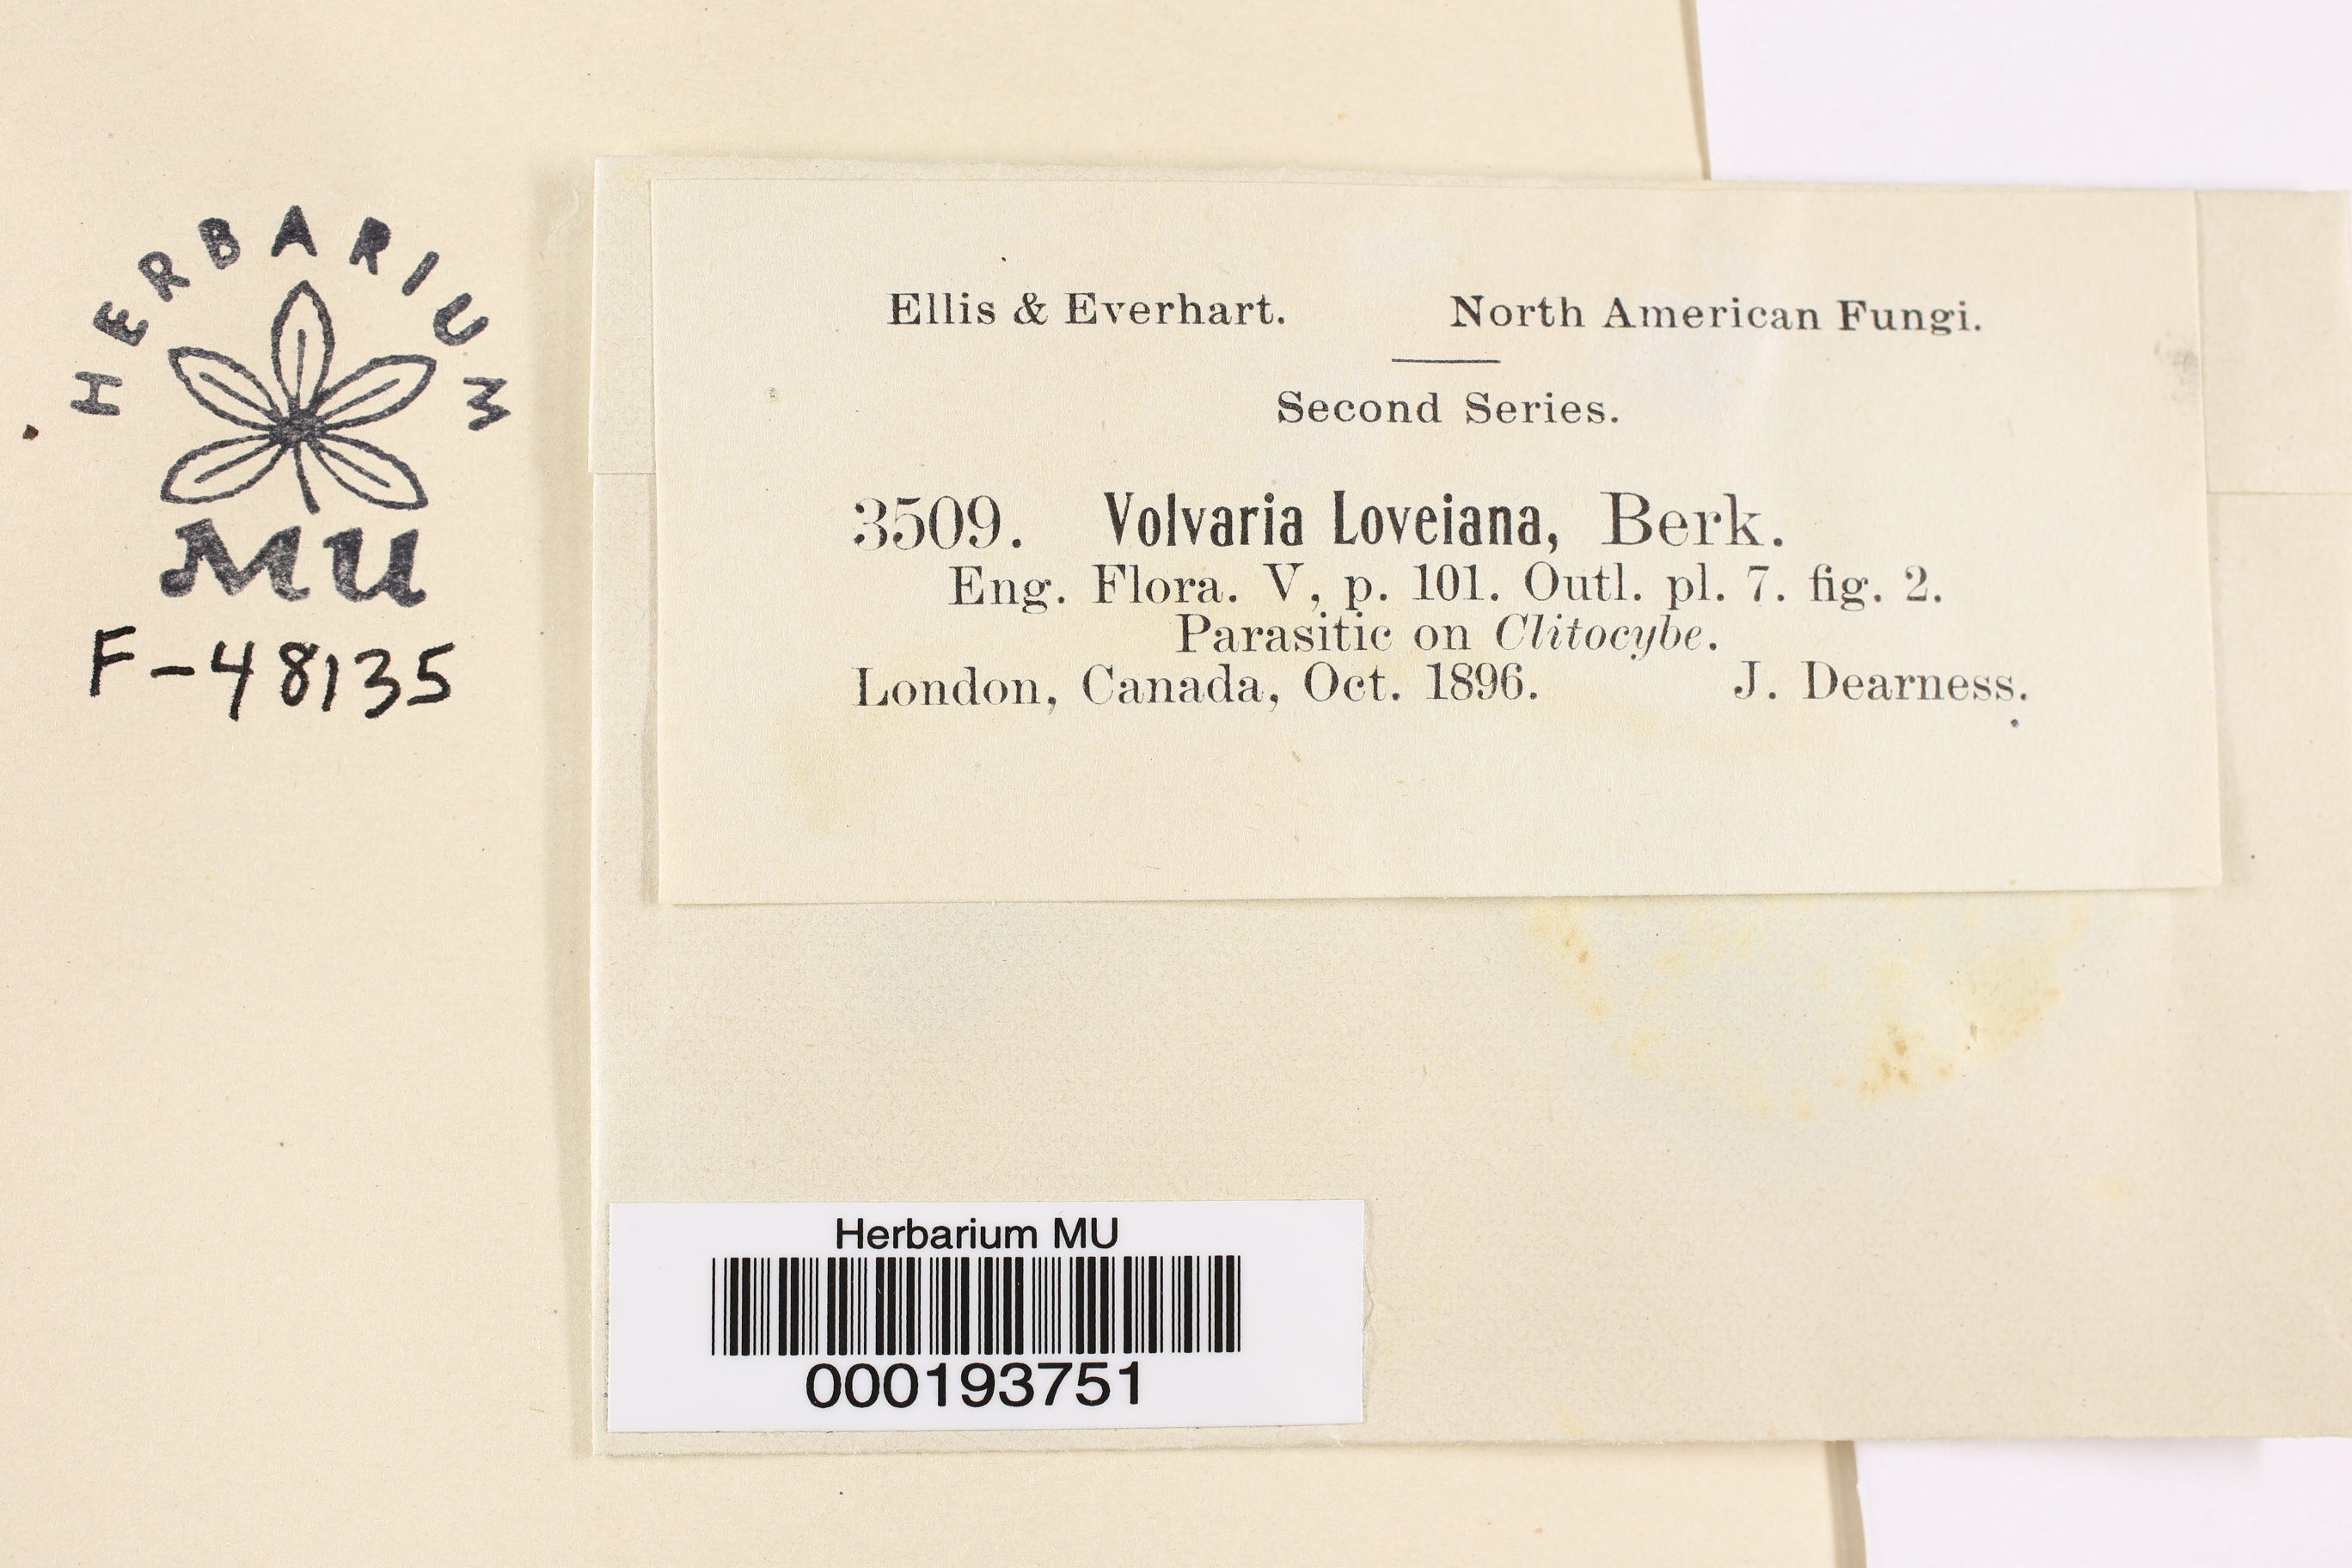 HERBARIUM
MU
F-48135
Ellis & Everhart. North American Fungi.
Second Series.
3509. Volvaria Loveiana, Berk.
Eng. Flora. V, p. 101. Outl. pl. 7. fig. 2.
Parasitic on Clitocybe.
London, Canada, Oct. 1896. J. Dearness.
Herbarium MU
000193751